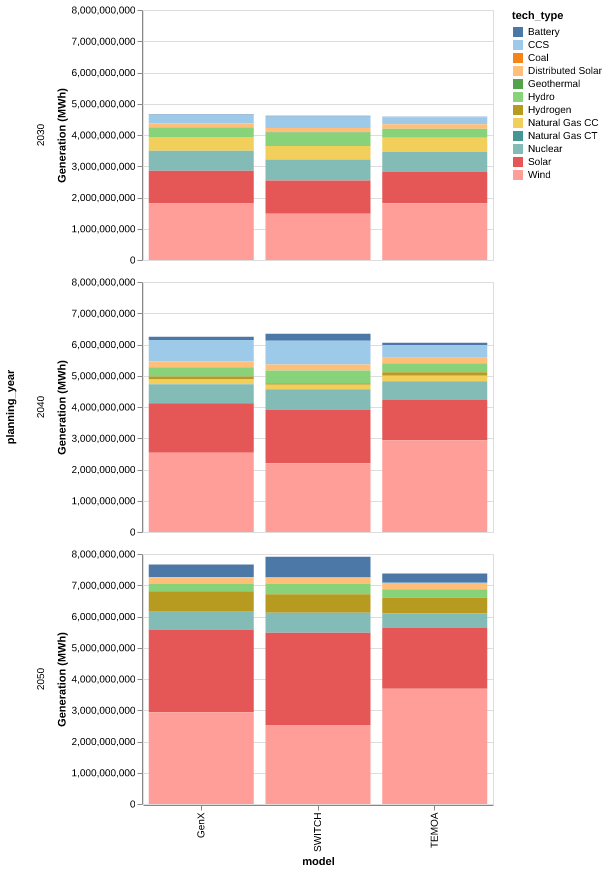 tech_type
Battery
CCS
Coal
Distributed Solar
Geothermal
Hydro
Hydrogen
Natural Gas CC
Natural Gas CT
Nuclear
Solar
Wind
planning_year
2030
Generation (MWh)
8,000,000,000
7,000,000,000
6,000,000,000
5,000,000,000
4,000,000,000
3,000,000,000
2,000,000,000
1,000,000,000
0
2040
Generation (MWh)
8,000,000,000
7,000,000,000
6,000,000,000
5,000,000,000
4,000,000,000
3,000,000,000
2,000,000,000
1,000,000,000
0
2050
Generation (MWh)
8,000,000,000
7,000,000,000
6,000,000,000
5,000,000,000
4,000,000,000
3,000,000,000
2,000,000,000
1,000,000,000
0
GenX
SWITCH
TEMOA
model